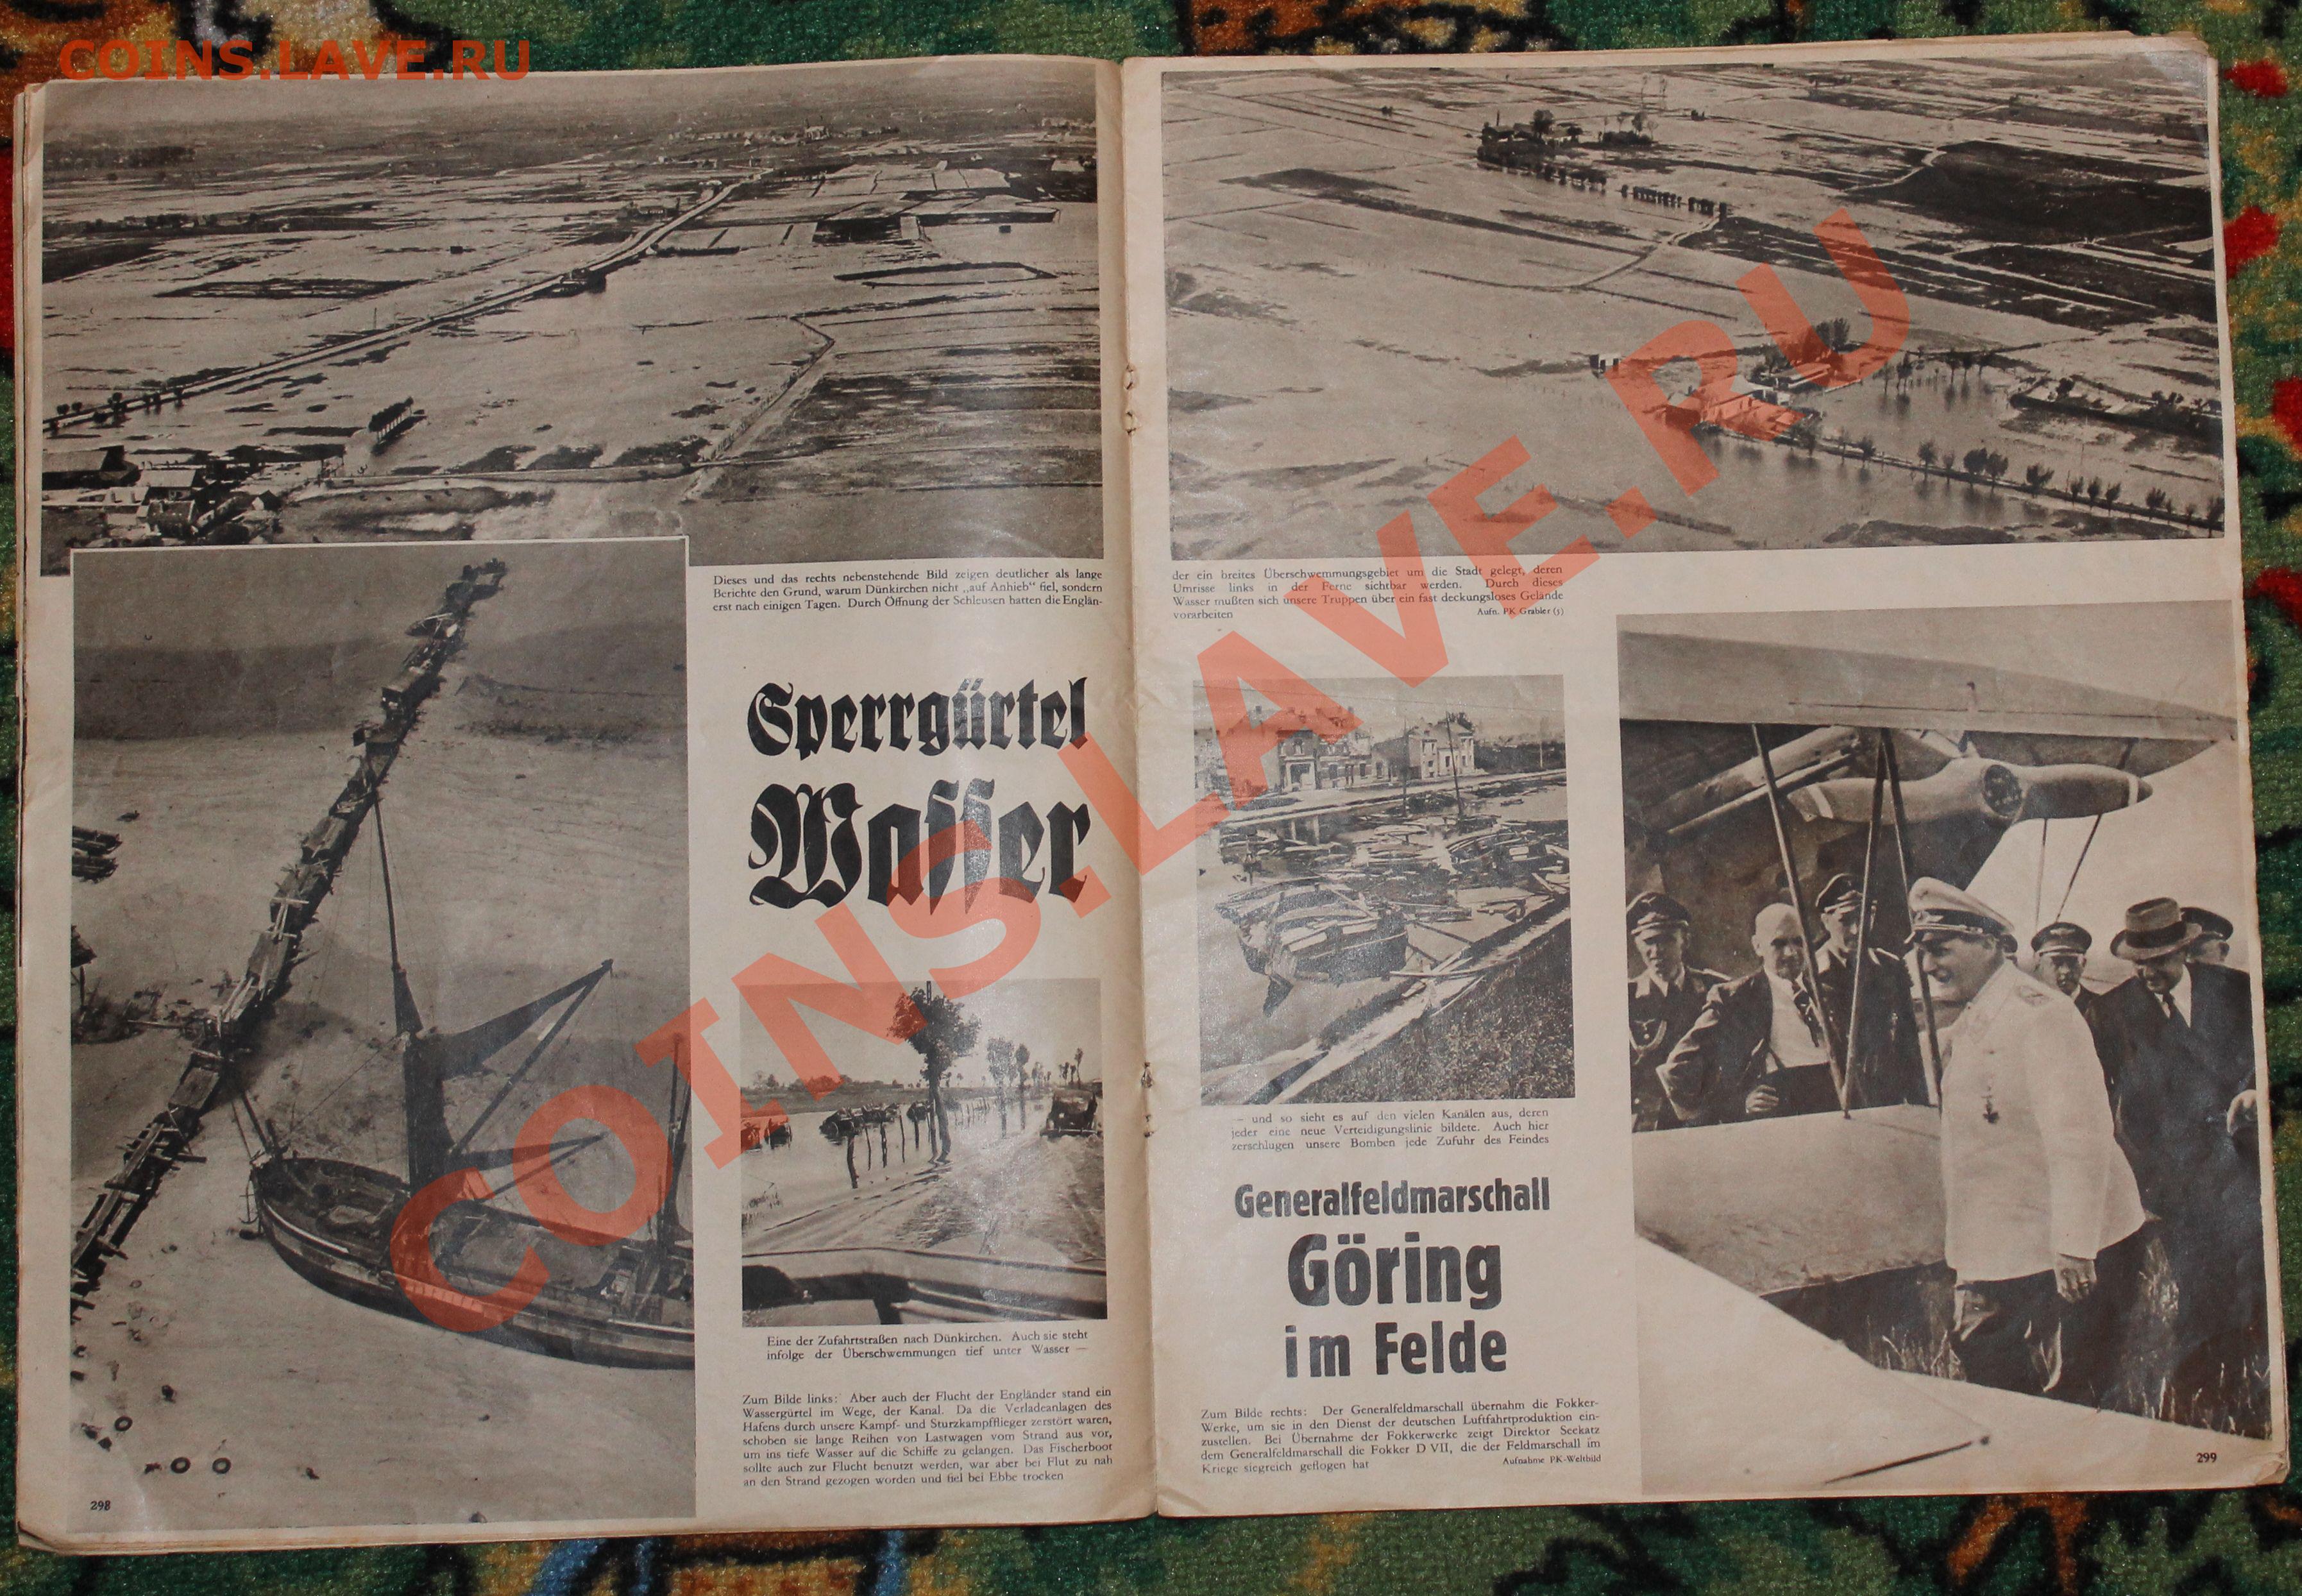 COINS.LAVE.RU
Dieses und das rechts nebenstehende Bild zeigen deutlicher als lange
Berichte den Grund, warum Dünkirchen nicht „auf Anhieb“ fiel, sondern
erst nach einigen Tagen. Durch Öffnung der Schleusen hatten die Englän-
der ein breites Überschwemmungsgebiet um die Stadt gelegt, deren
Umrisse links in der Ferne sichtbar werden. Durch dieses
Wasser mußten sich unsere Truppen über ein fast deckungsloses Gelände
vorarbeiten
Aufn. PK Grabler (5)
Sperrgürtel
Wasser
Eine der Zufahrtstraßen nach Dünkirchen. Auch sie steht
infolge der Überschwemmungen tief unter Wasser —
Zum Bilde links: Aber auch der Flucht der Engländer stand ein
Wassergürtel im Wege, der Kanal. Da die Verladeanlagen des
Hafens durch unsere Kampf- und Sturzkampfflieger zerstört waren,
schoben sie lange Reihen von Lastwagen vom Strand aus vor,
um ins tiefe Wasser auf die Schiffe zu gelangen. Das Fischerboot
sollte auch zur Flucht benutzt werden, war aber bei Flut zu nah
an den Strand gezogen worden und fiel bei Ebbe trocken
298
— und so sieht es auf den vielen Kanälen aus, deren
jeder eine neue Verteidigungslinie bildete. Auch hier
zerschlugen unsere Bomben jede Zufuhr des Feindes
Generalfeldmarschall
Göring
im Felde
Zum Bilde rechts: Der Generalfeldmarschall übernahm die Fokker-
Werke, um sie in den Dienst der deutschen Luftfahrtproduktion ein-
zustellen. Bei Übernahme der Fokkerwerke zeigt Direktor Seekatz
dem Generalfeldmarschall die Fokker D VII, die der Feldmarschall im
Kriege siegreich geflogen hat
Aufnahme PK-Weltbild
299
COINS.LAVE.RU